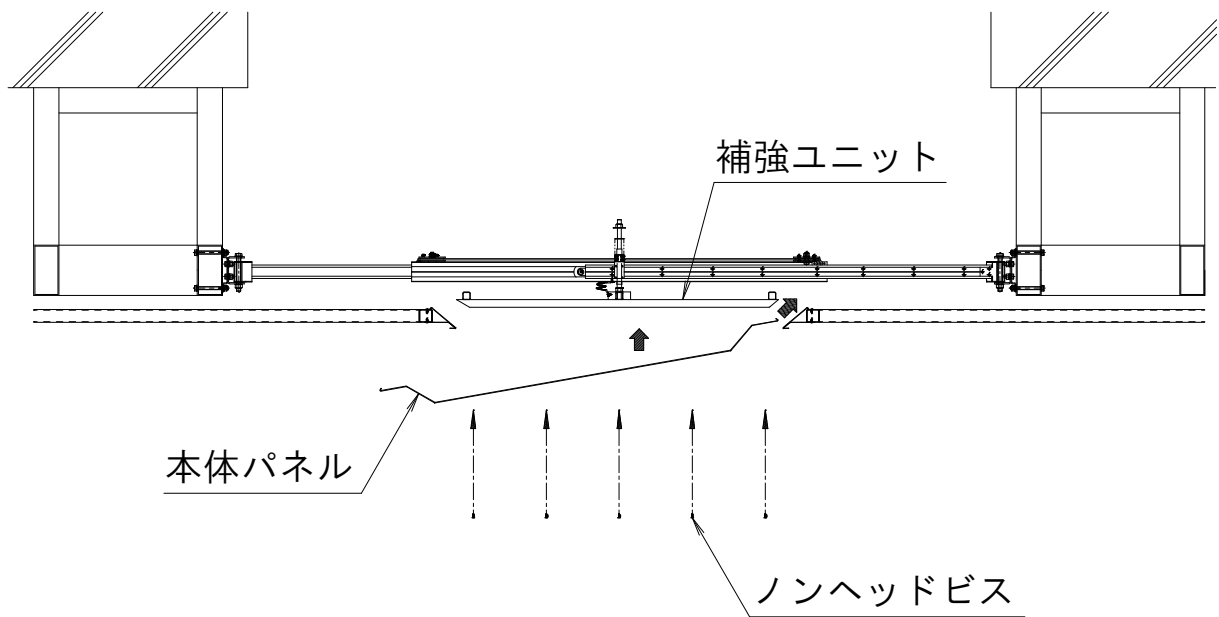 補強ユニット
本体パネル
ノンヘッドビス